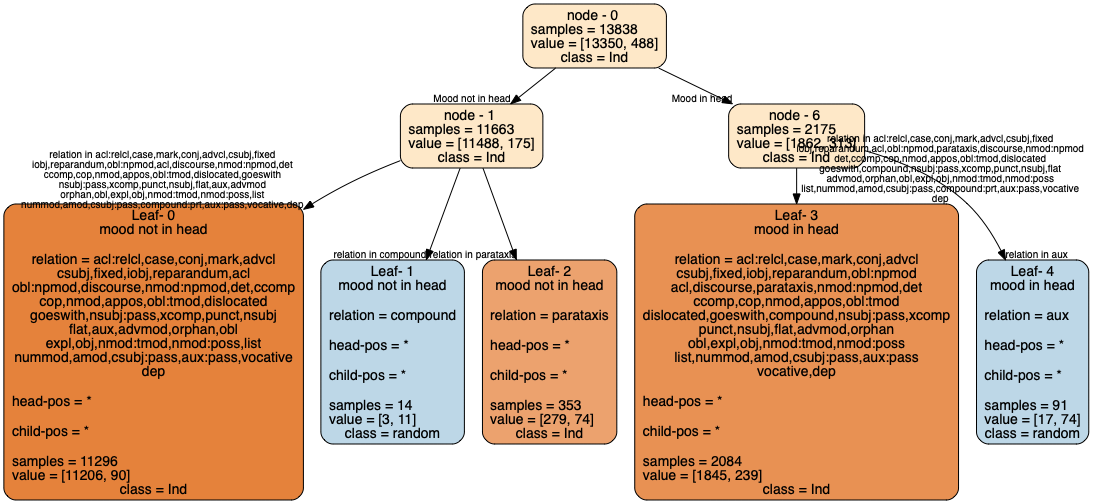 node - 0
samples = 13838
value = [13350, 488]
class = Ind
Mood not in head
Mood in head
node - 1
samples = 11663
value = [11488, 175]
class = Ind
node - 6
samples = 2175
value = [1862, 313]
class = Ind
relation in acl:relcl,case,mark,conj,advcl,csubj,fixed
iobj,reparandum,obl:npmod,acl,discourse,nmod:npmod,det
ccomp,cop,nmod,appos,obl:tmod,dislocated,goeswith
nsubj:pass,xcomp,punct,nsubj,flat,aux,advmod
orphan,obl,expl,obj,nmod:tmod,nmod:poss,list
nummod,amod,csubj:pass,compound:prt,aux:pass,vocative,dep
relation in compound
relation in parataxis
relation in acl:relcl,case,mark,conj,advcl,csubj,fixed
iobj,reparandum,acl,obl:npmod,parataxis,discourse,nmod:npmod
det,ccomp,cop,nmod,appos,obl:tmod,dislocated
goeswith,compound,nsubj:pass,xcomp,punct,nsubj,flat
advmod,orphan,obl,expl,obj,nmod:tmod,nmod:poss
list,nummod,amod,csubj:pass,compound:prt,aux:pass,vocative
dep
relation in aux
Leaf- 0
mood not in head
relation = acl:relcl,case,conj,mark,advcl
csubj,fixed,iobj,reparandum,acl
obl:npmod,discourse,nmod:npmod,det,ccomp
cop,nmod,appos,obl:tmod,dislocated
goeswith,nsubj:pass,xcomp,punct,nsubj
flat,aux,advmod,orphan,obl
expl,obj,nmod:tmod,nmod:poss,list
nummod,amod,csubj:pass,aux:pass,vocative
dep
head-pos = *
child-pos = *
samples = 11296
value = [11206, 90]
class = Ind
Leaf- 1
mood not in head
relation = compound
head-pos = *
child-pos = *
samples = 14
value = [3, 11]
class = random
Leaf- 2
mood not in head
relation = parataxis
head-pos = *
child-pos = *
samples = 353
value = [279, 74]
class = Ind
Leaf- 3
mood in head
relation = acl:relcl,case,mark,conj,advcl
csubj,fixed,iobj,reparandum,obl:npmod
acl,discourse,parataxis,nmod:npmod,det
ccomp,cop,nmod,appos,obl:tmod
dislocated,goeswith,compound,nsubj:pass,xcomp
punct,nsubj,flat,advmod,orphan
obl,expl,obj,nmod:tmod,nmod:poss
list,nummod,amod,csubj:pass,aux:pass
vocative,dep
head-pos = *
child-pos = *
samples = 2084
value = [1845, 239]
class = Ind
Leaf- 4
mood in head
relation = aux
head-pos = *
child-pos = *
samples = 91
value = [17, 74]
class = random